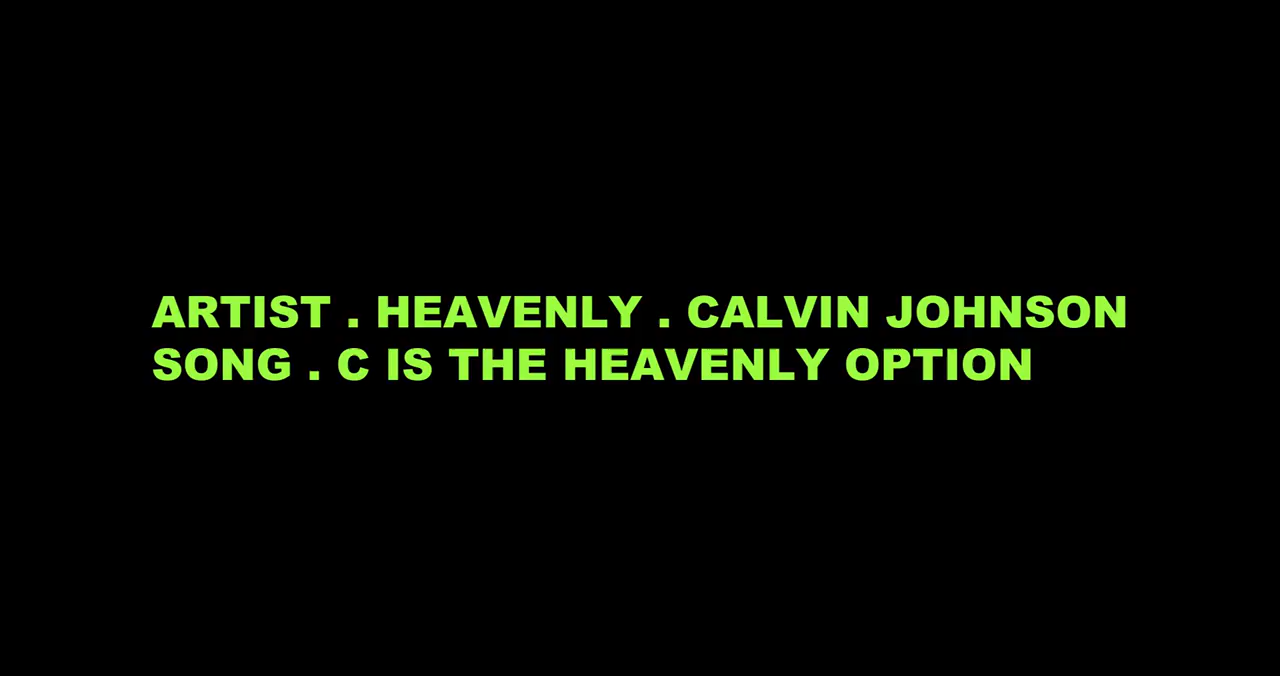 ARTIST . HEAVENLY . CALVIN JOHNSON
SONG . C IS THE HEAVENLY OPTION